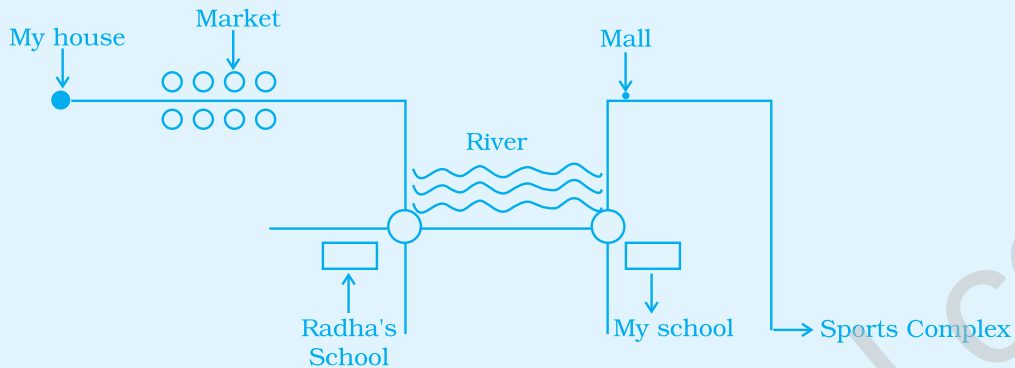 Market
My house
Mall
River
Radha's
School
My school
Sports Complex